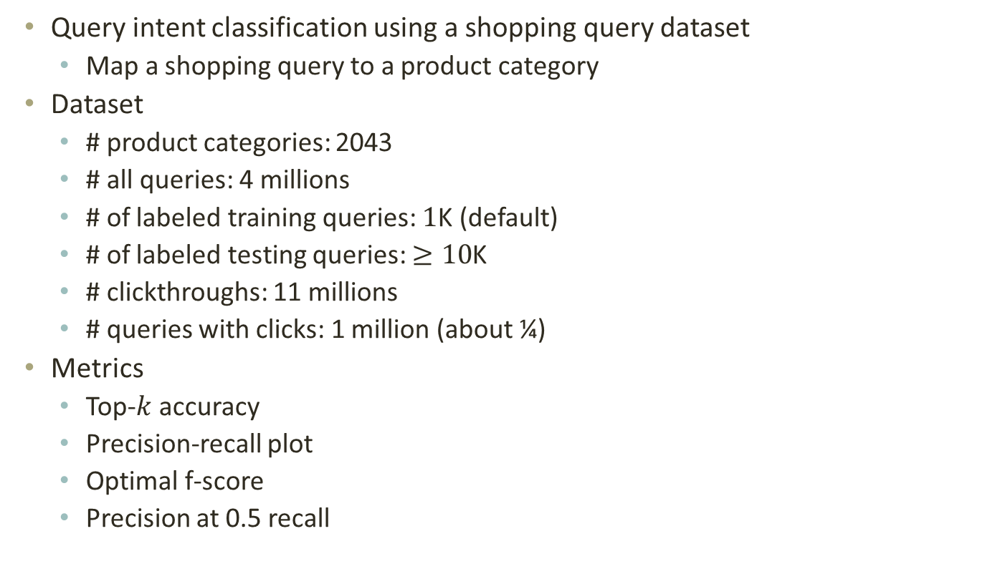 • Query intent classification using a shopping query dataset
• Map a shopping query to a product category
• Dataset
• # product categories: 2043
• # all queries: 4 millions
• # of labeled training queries: 1K (default)
• # of labeled testing queries: ≥ 10K
• # clickthroughs: 11 millions
• # queries with clicks: 1 million (about ¼)
• Metrics
• Top-k accuracy
• Precision-recall plot
• Optimal f-score
• Precision at 0.5 recall